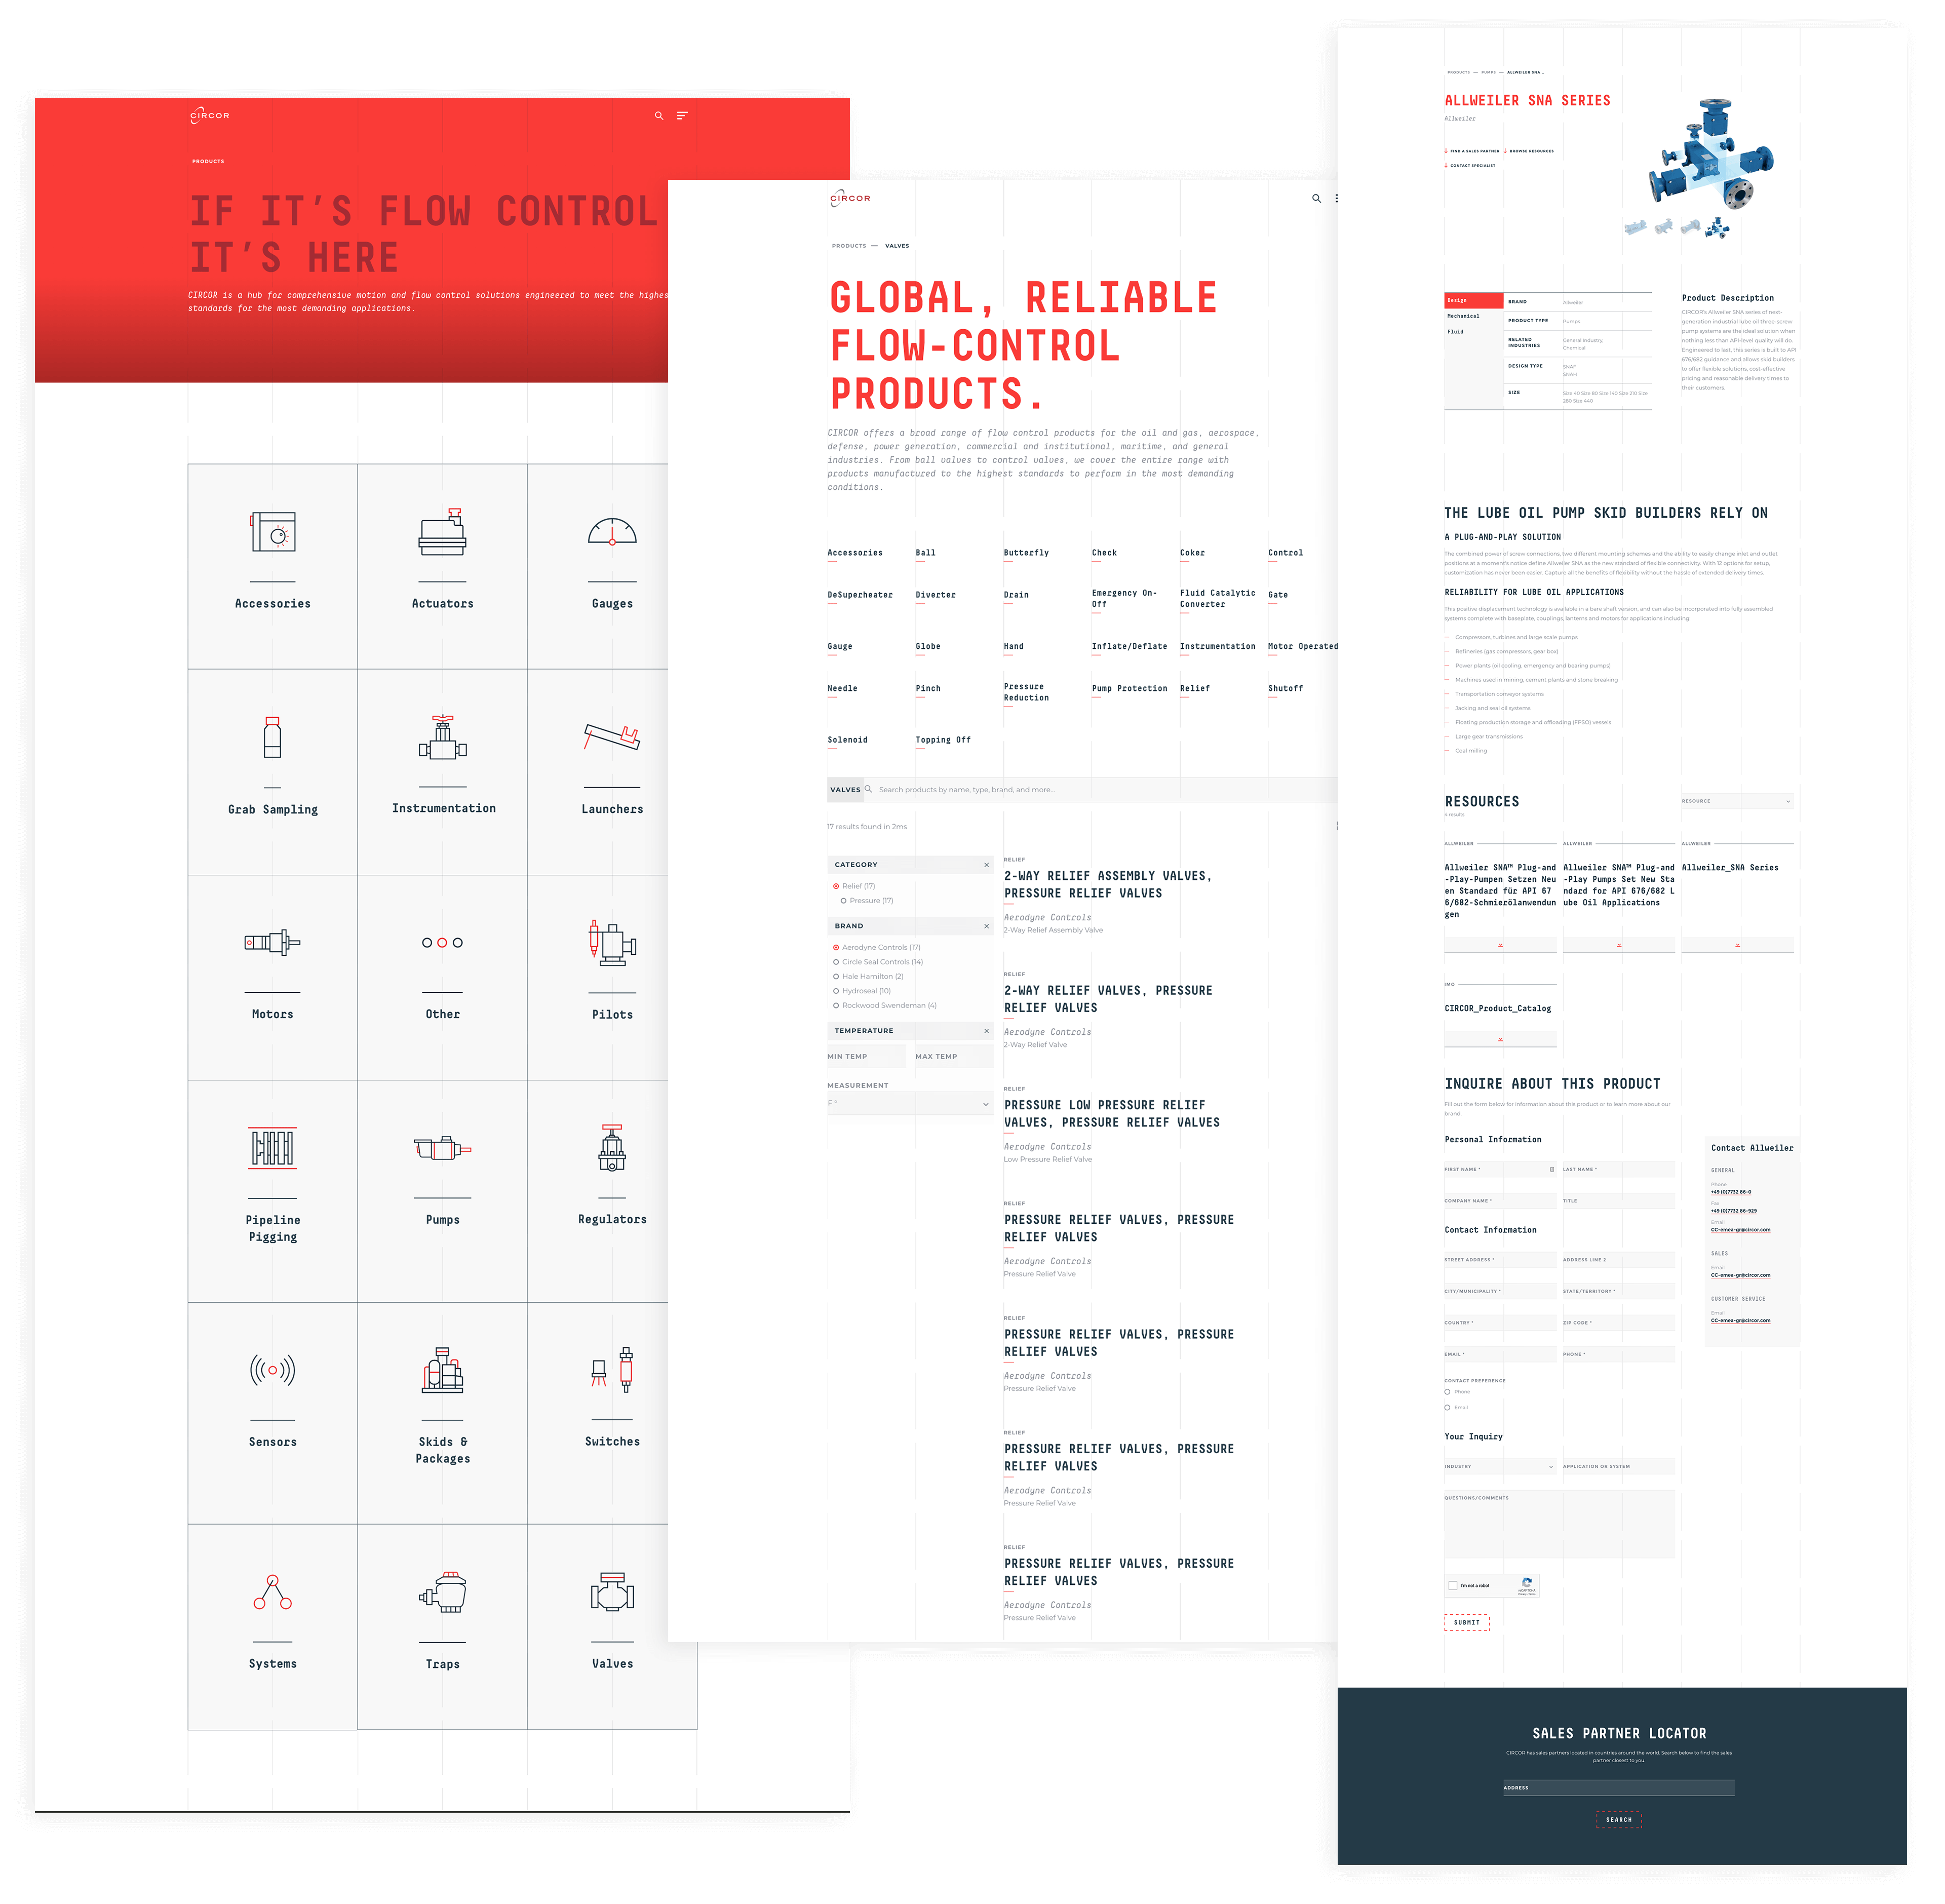 CIRCOR
PRODUCTS
IF IT'S FLOW CONTROL
IT'S HERE
CIRCOR is a hub for comprehensive motion and flow control solutions engineered to meet the highes
standards for the most demanding applications.
Accessories
Actuators
Gauges
Grab Sampling
Instrumentation
Launchers
Motors
Other
Pilots
Pipeline
Pigging
Pumps
Regulators
Sensors
Skids &
Packages
Switches
Systems
Traps
Valves
CIRCOR
PRODUCTS — VALVES
GLOBAL, RELIABLE
FLOW-CONTROL
PRODUCTS.
CIRCOR offers a broad range of flow control products for the oil and gas, aerospace,
defense, power generation, commercial and institutional, maritime, and general
industries. From ball values to control valves, we cover the entire range with
products manufactured to the highest standards to perform in the most demanding
conditions.
Accessories Ball Butterfly Check Coker Control
DeSuperheater Diverter Drain Emergency On-
Off Fluid Catalytic
Converter Gate
Gauge Globe Hand Inflate/Deflate Instrumentation Motor Operated
Needle Pinch Pressure
Reduction Pump Protection Relief Shutoff
Solenoid Topping Off
VALVES Search products by name, type, brand, and more...
17 results found in 2ms
CATEGORY
Relief (17)
Pressure (17)
BRAND
Aerodyne Controls (17)
Circle Seal Controls (14)
Hale Hamilton (2)
Hydroseal (10)
Rockwood Swendeman (4)
TEMPERATURE
MIN TEMP MAX TEMP
MEASUREMENT
F °
RELIEF
2-WAY RELIEF ASSEMBLY VALVES,
PRESSURE RELIEF VALVES
Aerodyne Controls
2-Way Relief Assembly Valve
RELIEF
2-WAY RELIEF VALVES, PRESSURE
RELIEF VALVES
Aerodyne Controls
2-Way Relief Valve
RELIEF
PRESSURE LOW PRESSURE RELIEF
VALVES, PRESSURE RELIEF VALVES
Aerodyne Controls
Low Pressure Relief Valve
RELIEF
PRESSURE RELIEF VALVES, PRESSURE
RELIEF VALVES
Aerodyne Controls
Pressure Relief Valve
RELIEF
PRESSURE RELIEF VALVES, PRESSURE
RELIEF VALVES
Aerodyne Controls
Pressure Relief Valve
RELIEF
PRESSURE RELIEF VALVES, PRESSURE
RELIEF VALVES
Aerodyne Controls
Pressure Relief Valve
RELIEF
PRESSURE RELIEF VALVES, PRESSURE
RELIEF VALVES
Aerodyne Controls
Pressure Relief Valve
PRODUCTS — PUMPS — ALLWEILER SNA ..
ALLWEILER SNA SERIES
Allweiler
FIND A SALES PARTNER BROWSE RESOURCES
CONTACT SPECIALIST
Design
Mechanical
Fluid
BRAND Allweiler
PRODUCT TYPE Pumps
RELATED
INDUSTRIES General Industry,
Chemical
DESIGN TYPE SNAF
SNAH
SIZE Size 40 Size 80 Size 140 Size 210 Size
280 Size 440
Product Description
CIRCOR's Allweiler SNA series of next-
generation industrial lube oil three-screw
pump systems are the ideal solution when
nothing less than API-level quality will do.
Engineered to last, this series is built to API
676/682 guidance and allows skid builders
to offer flexible solutions, cost-effective
pricing and reasonable delivery times to
their customers.
THE LUBE OIL PUMP SKID BUILDERS RELY ON
A PLUG-AND-PLAY SOLUTION
The combined power of screw connections, two different mounting schemes and the ability to easily change inlet and outlet
positions at a moment's notice define Allweiler SNA as the new standard of flexible connectivity. With 12 options for setup,
customization has never been easier. Capture all the benefits of flexibility without the hassle of extended delivery times.
RELIABILITY FOR LUBE OIL APPLICATIONS
This positive displacement technology is available in a bare shaft version, and can also be incorporated into fully assembled
systems complete with baseplate, couplings, lanterns and motors for applications including:
Compressors, turbines and large scale pumps
Refineries (gas compressors, gear box)
Power plants (oil cooling, emergency and bearing pumps)
Machines used in mining, cement plants and stone breaking
Transportation conveyor systems
Jacking and seal oil systems
Floating production storage and offloading (FPSO) vessels
Large gear transmissions
Coal milling
RESOURCES
4 results
RESOURCE
ALLWEILER
Allweiler SNA™ Plug-and
-Play-Pumpen Setzen Neu
en Standard für API 67
6/682-Schmierölanwendun
gen
ALLWEILER
Allweiler SNA™ Plug-and
-Play Pumps Set New Sta
ndard for API 676/682 L
ube Oil Applications
ALLWEILER
Allweiler_SNA Series
IMO
CIRCOR_Product_Catalog
INQUIRE ABOUT THIS PRODUCT
Fill out the form below for information about this product or to learn more about our
brand.
Personal Information
FIRST NAME * LAST NAME *
COMPANY NAME * TITLE
Contact Information
STREET ADDRESS * ADDRESS LINE 2
CITY/MUNICIPALITY * STATE/TERRITORY *
COUNTRY * ZIP CODE *
EMAIL * PHONE *
CONTACT PREFERENCE
Phone
Email
Your Inquiry
INDUSTRY APPLICATION OR SYSTEM
QUESTIONS/COMMENTS
I'm not a robot
reCAPTCHA
Privacy - Terms
SUBMIT
Contact Allweiler
GENERAL
Phone
+49 (0)7732 86-0
Fax
+49 (0)7732 86-929
Email
CC-emea-gr@circor.com
SALES
Email
CC-emea-gr@circor.com
CUSTOMER SERVICE
Email
CC-emea-gr@circor.com
SALES PARTNER LOCATOR
CIRCOR has sales partners located in countries around the world. Search below to find the sales
partner closest to you.
ADDRESS
SEARCH